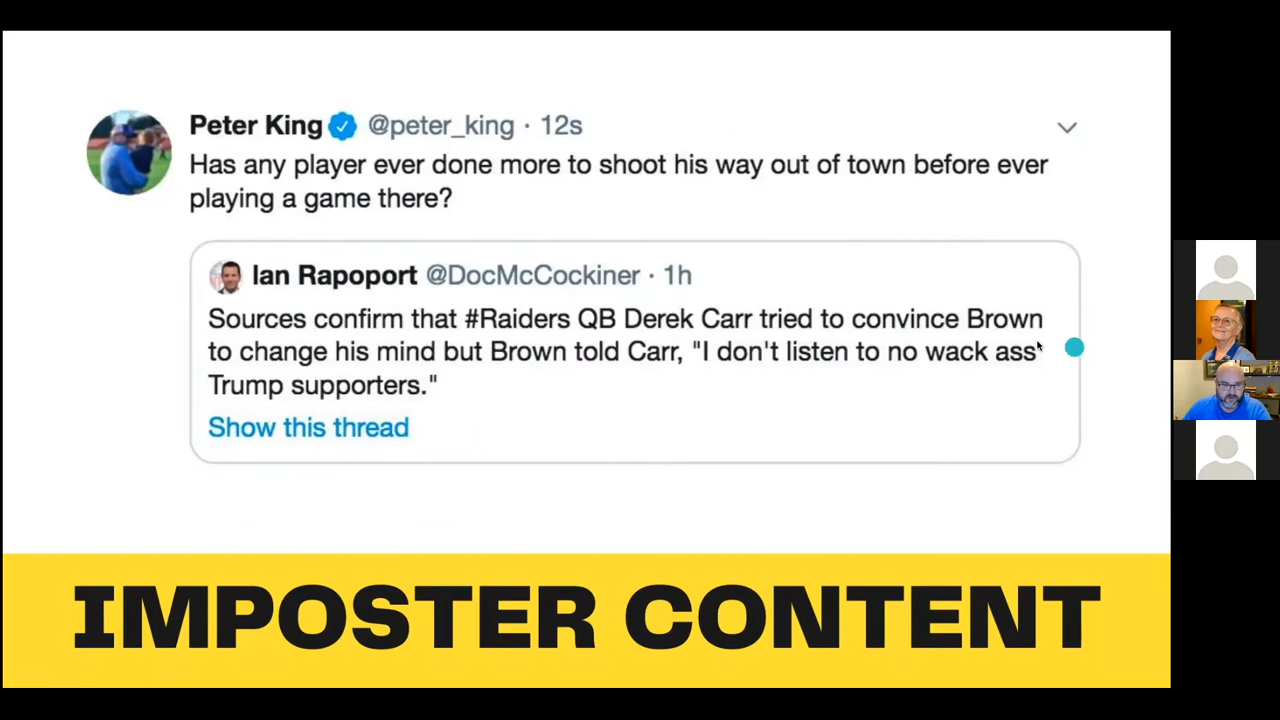 Peter King @peter_king · 12s
Has any player ever done more to shoot his way out of town before ever
playing a game there?
Ian Rapoport @DocMcCockiner · 1h
Sources confirm that #Raiders QB Derek Carr tried to convince Brown
to change his mind but Brown told Carr, "I don't listen to no wack ass
Trump supporters."
Show this thread
IMPOSTER CONTENT